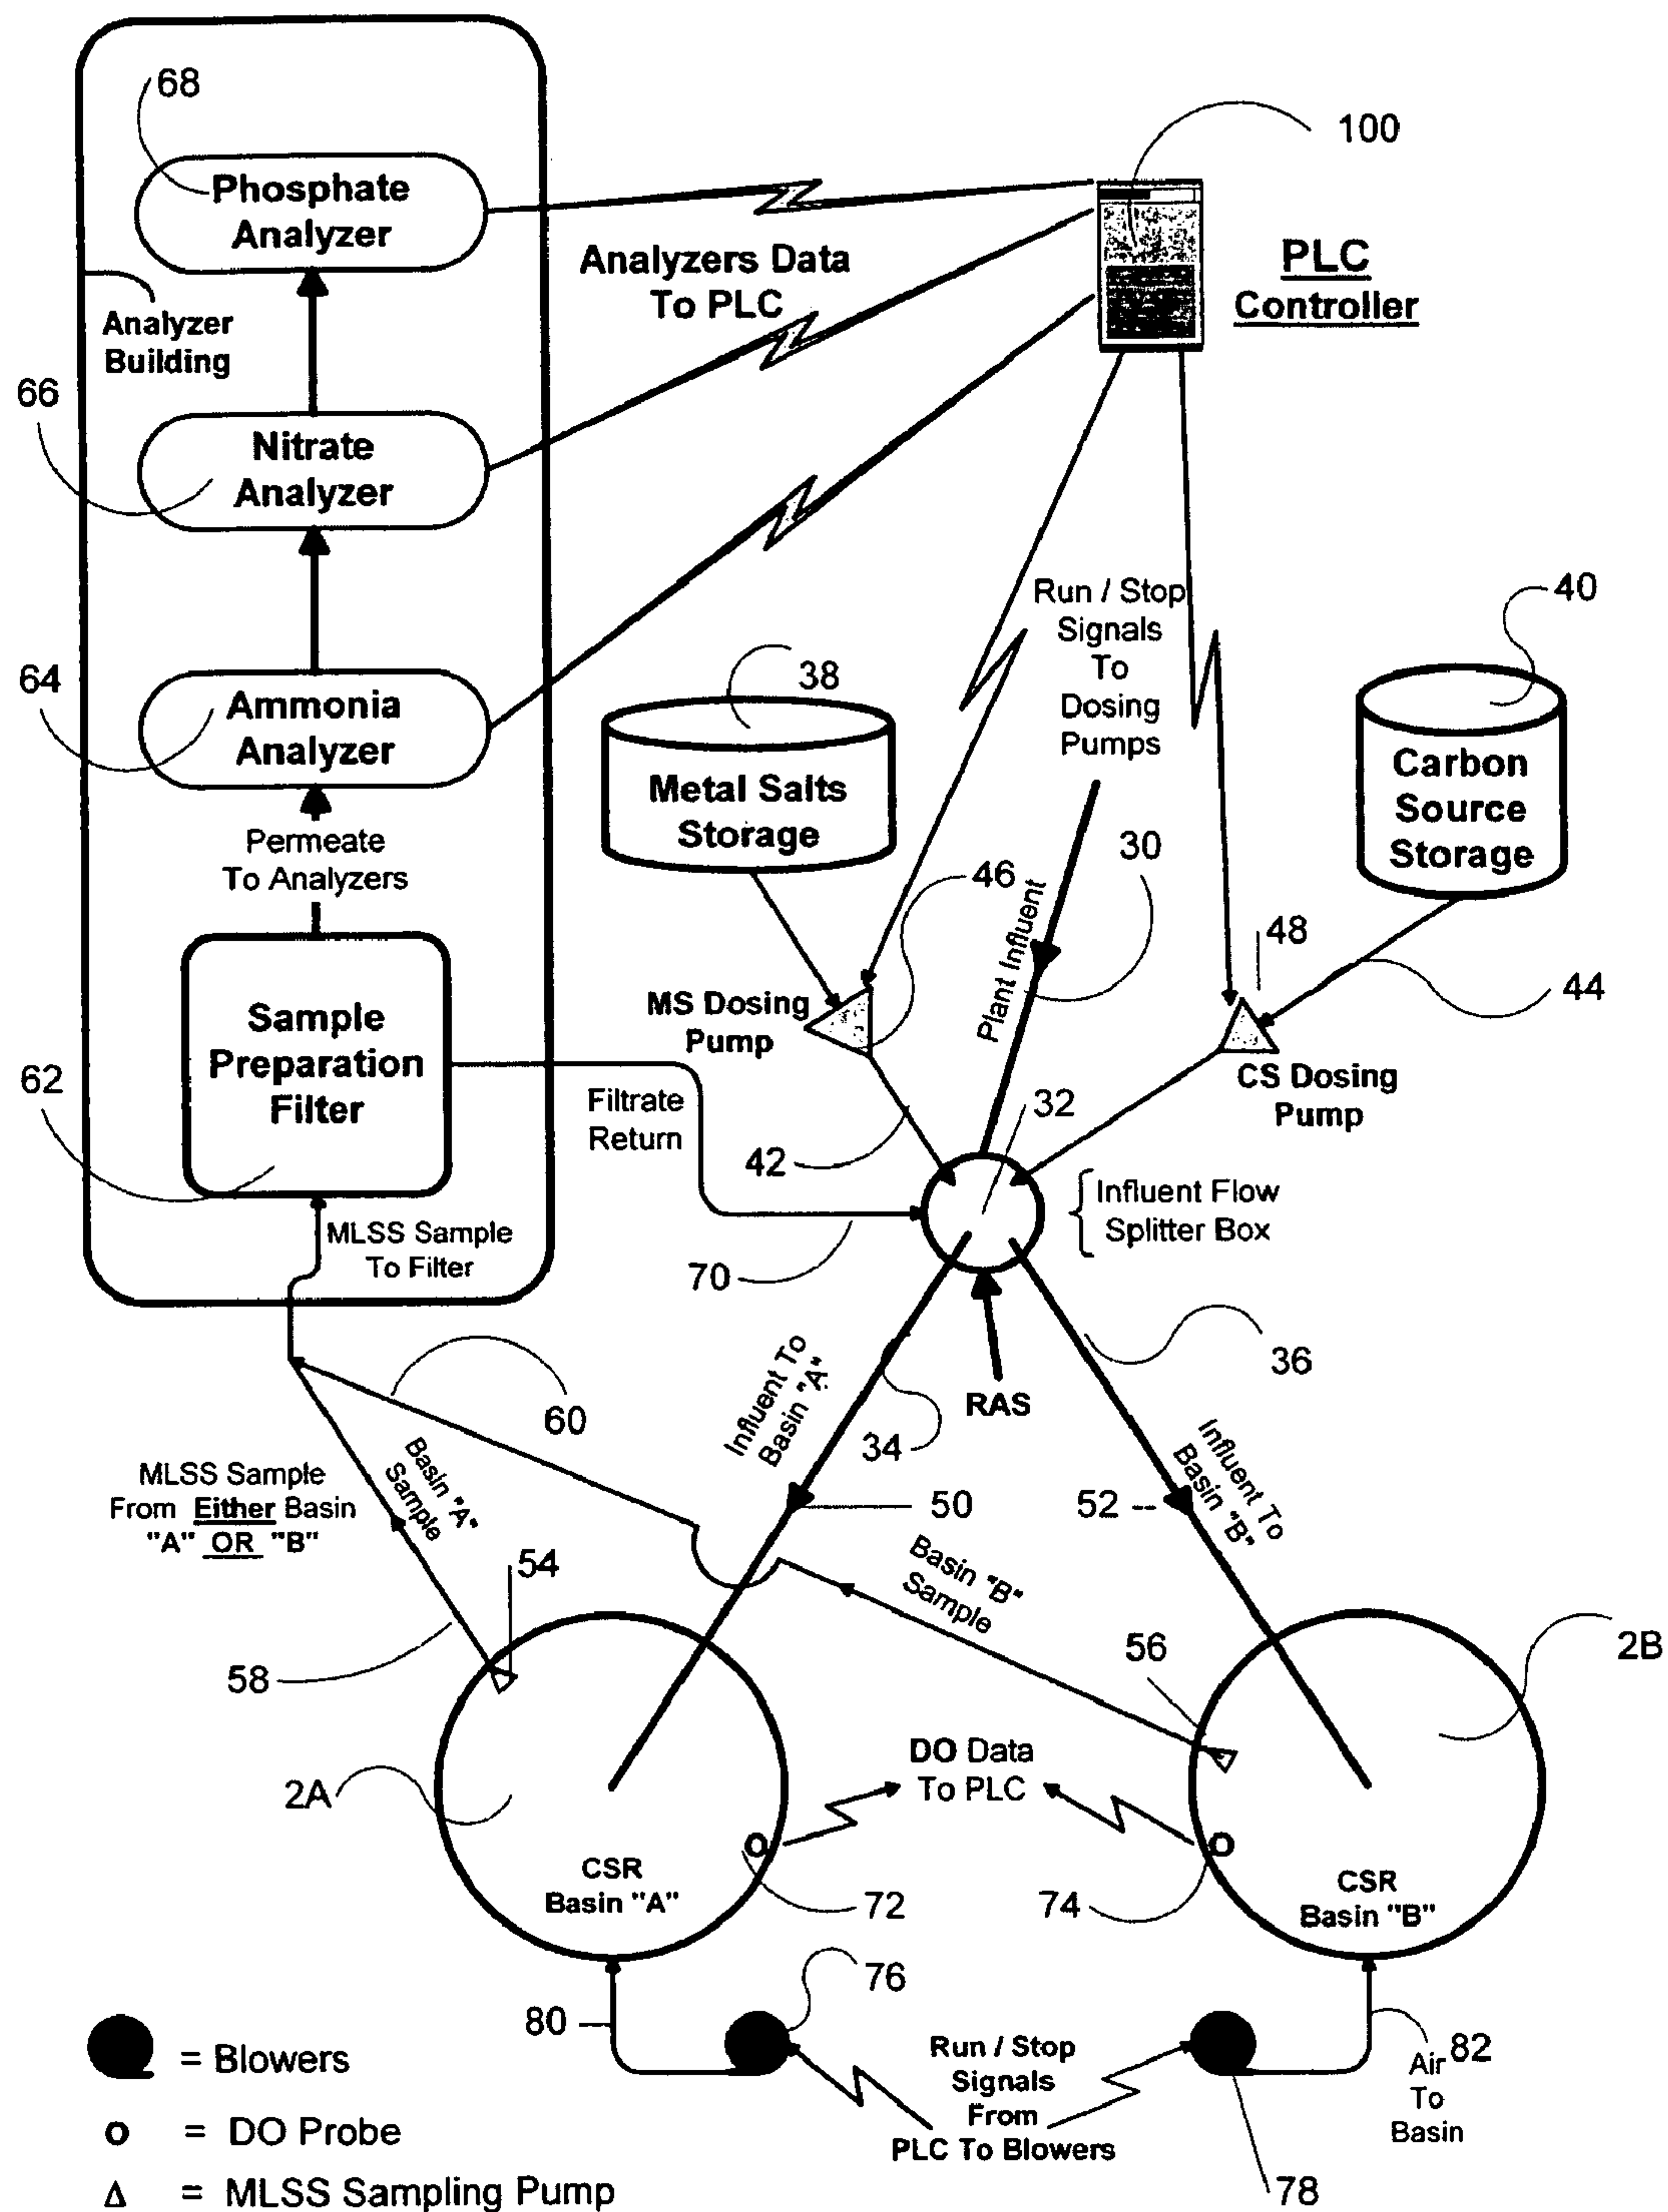 68
100
Phosphate
Analyzer
Analyzers Data
To PLC
PLC
Controller
Analyzer
Building
66
Nitrate
Analyzer
Run / Stop
Signals
To
Dosing
Pumps
40
64
38
Ammonia
Analyzer
Metal Salts
Storage
Carbon
Source
Storage
Permeate
To Analyzers
46
30
48
44
Plant Influent
Sample
Preparation
Filter
MS Dosing
Pump
CS Dosing
Pump
62
Filtrate
Return
32
42
Influent Flow
Splitter Box
MLSS Sample
To Filter
70
36
60
Influent To
Basin "A"
34
RAS
Influent To
Basin "B"
MLSS Sample
From Either Basin
"A" OR "B"
Basin "A"
Sample
50
52
54
Basin "B"
Sample
56
2B
58
2A
DO Data
To PLC
CSR
Basin "A"
CSR
Basin "B"
72
74
76
80
Run / Stop
Signals
From
PLC To Blowers
82
Air
To
Basin
78
= Blowers
= DO Probe
= MLSS Sampling Pump